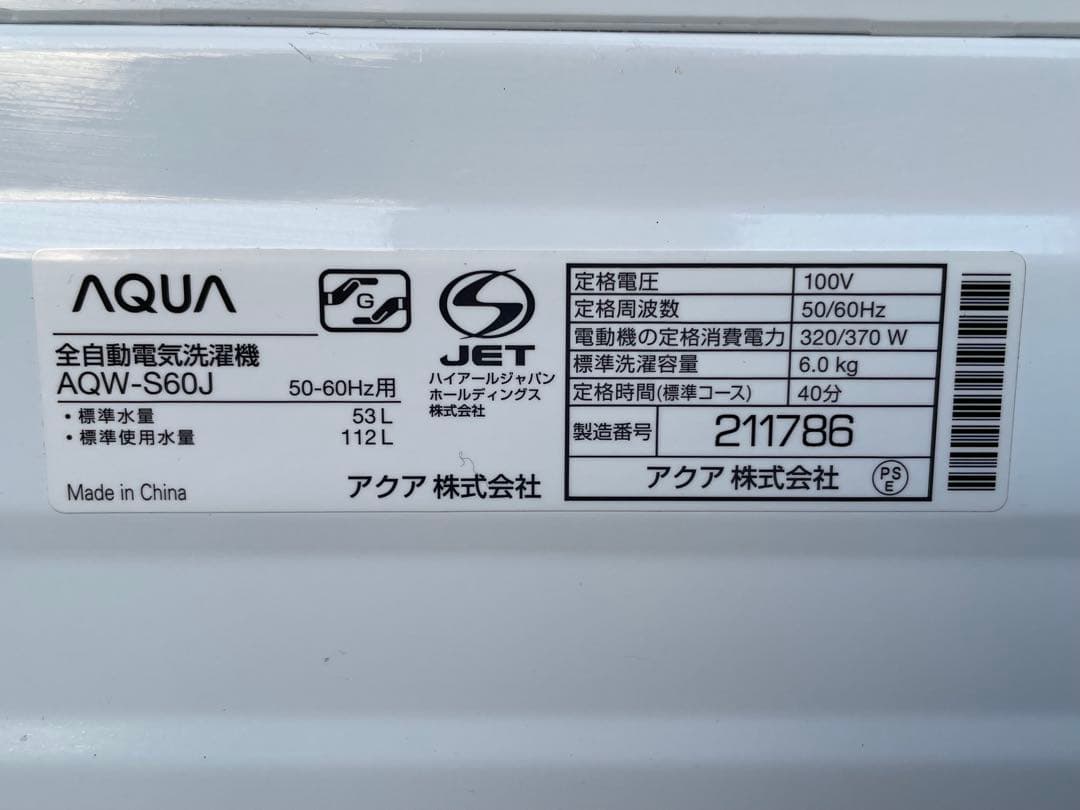 AQUA
全自動電気洗濯機
AQW-S60J 50-60Hz用
・標準水量 53L
・標準使用水量 112L
Made in China
アクア 株式会社
G
JET
ハイアールジャパン
ホールディングス
株式会社
定格電圧 100V
定格周波数 50/60Hz
電動機の定格消費電力 320/370 W
標準洗濯容量 6.0 kg
定格時間(標準コース) 40分
製造番号 211786
アクア 株式会社
PS
E